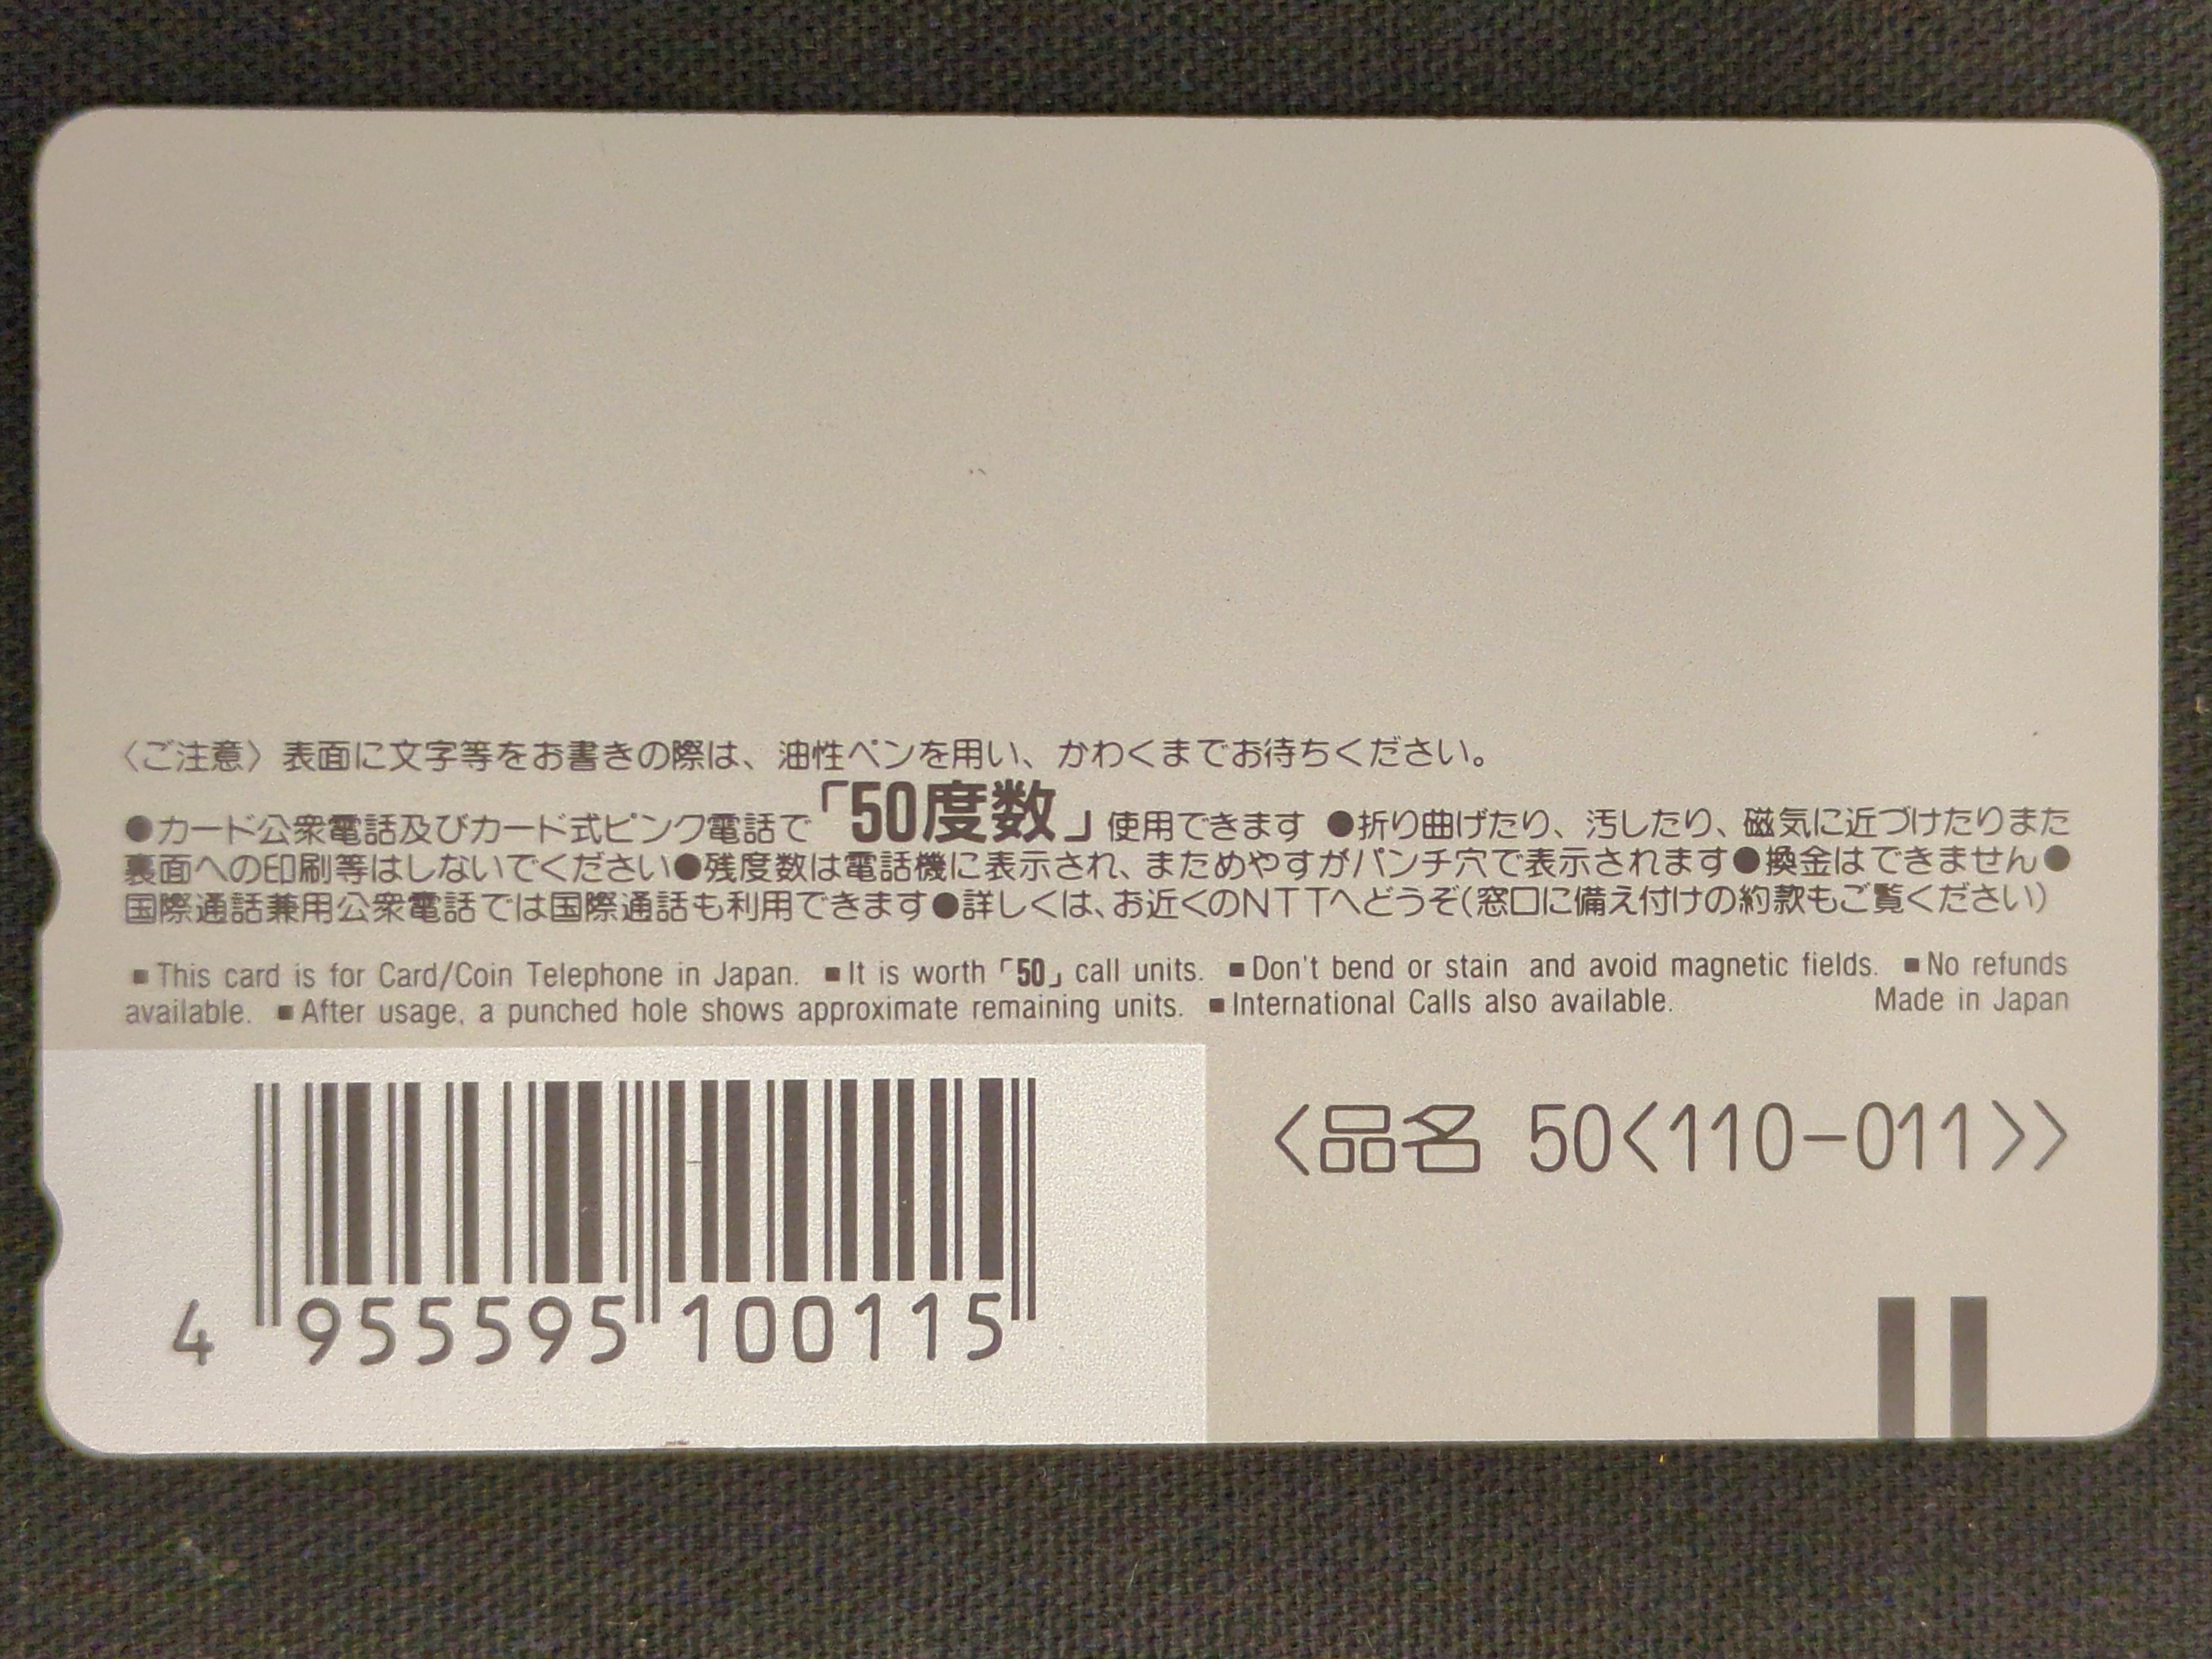 〈ご注意〉表面に文字等をお書きの際は、油性ペンを用い、かわくまでお待ちください。
●カード公衆電話及びカード式ピンク電話で「50度数」使用できます ●折り曲げたり、汚したり、磁気に近づけたりまた
裏面への印刷等はしないでください●残度数は電話機に表示され、まためやすがパンチ穴で表示されます●換金はできません●
国際通話兼用公衆電話では国際通話も利用できます●詳しくは、お近くのNTTへどうぞ(窓口に備え付けの約款もご覧ください)
■This card is for Card/Coin Telephone in Japan. ■It is worth「50」call units. ■Don't bend or stain and avoid magnetic fields. ■No refunds
available. ■After usage, a punched hole shows approximate remaining units. ■International Calls also available. Made in Japan
<品名 50<110-011>>
4 955595 100115